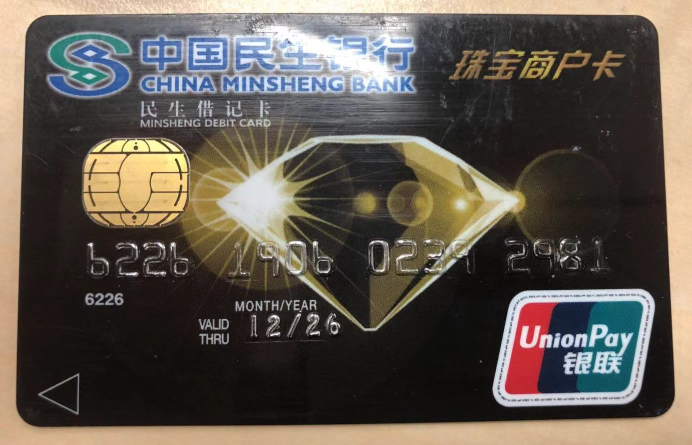 中国民生银行
珠宝商户卡
CHINA MINSHENG BANK
民生借记卡
MINSHENG DEBIT CARD
6226 1906 0239 2981
6226
MONTH/YEAR
VALID THRU 12/26
UnionPay
银联